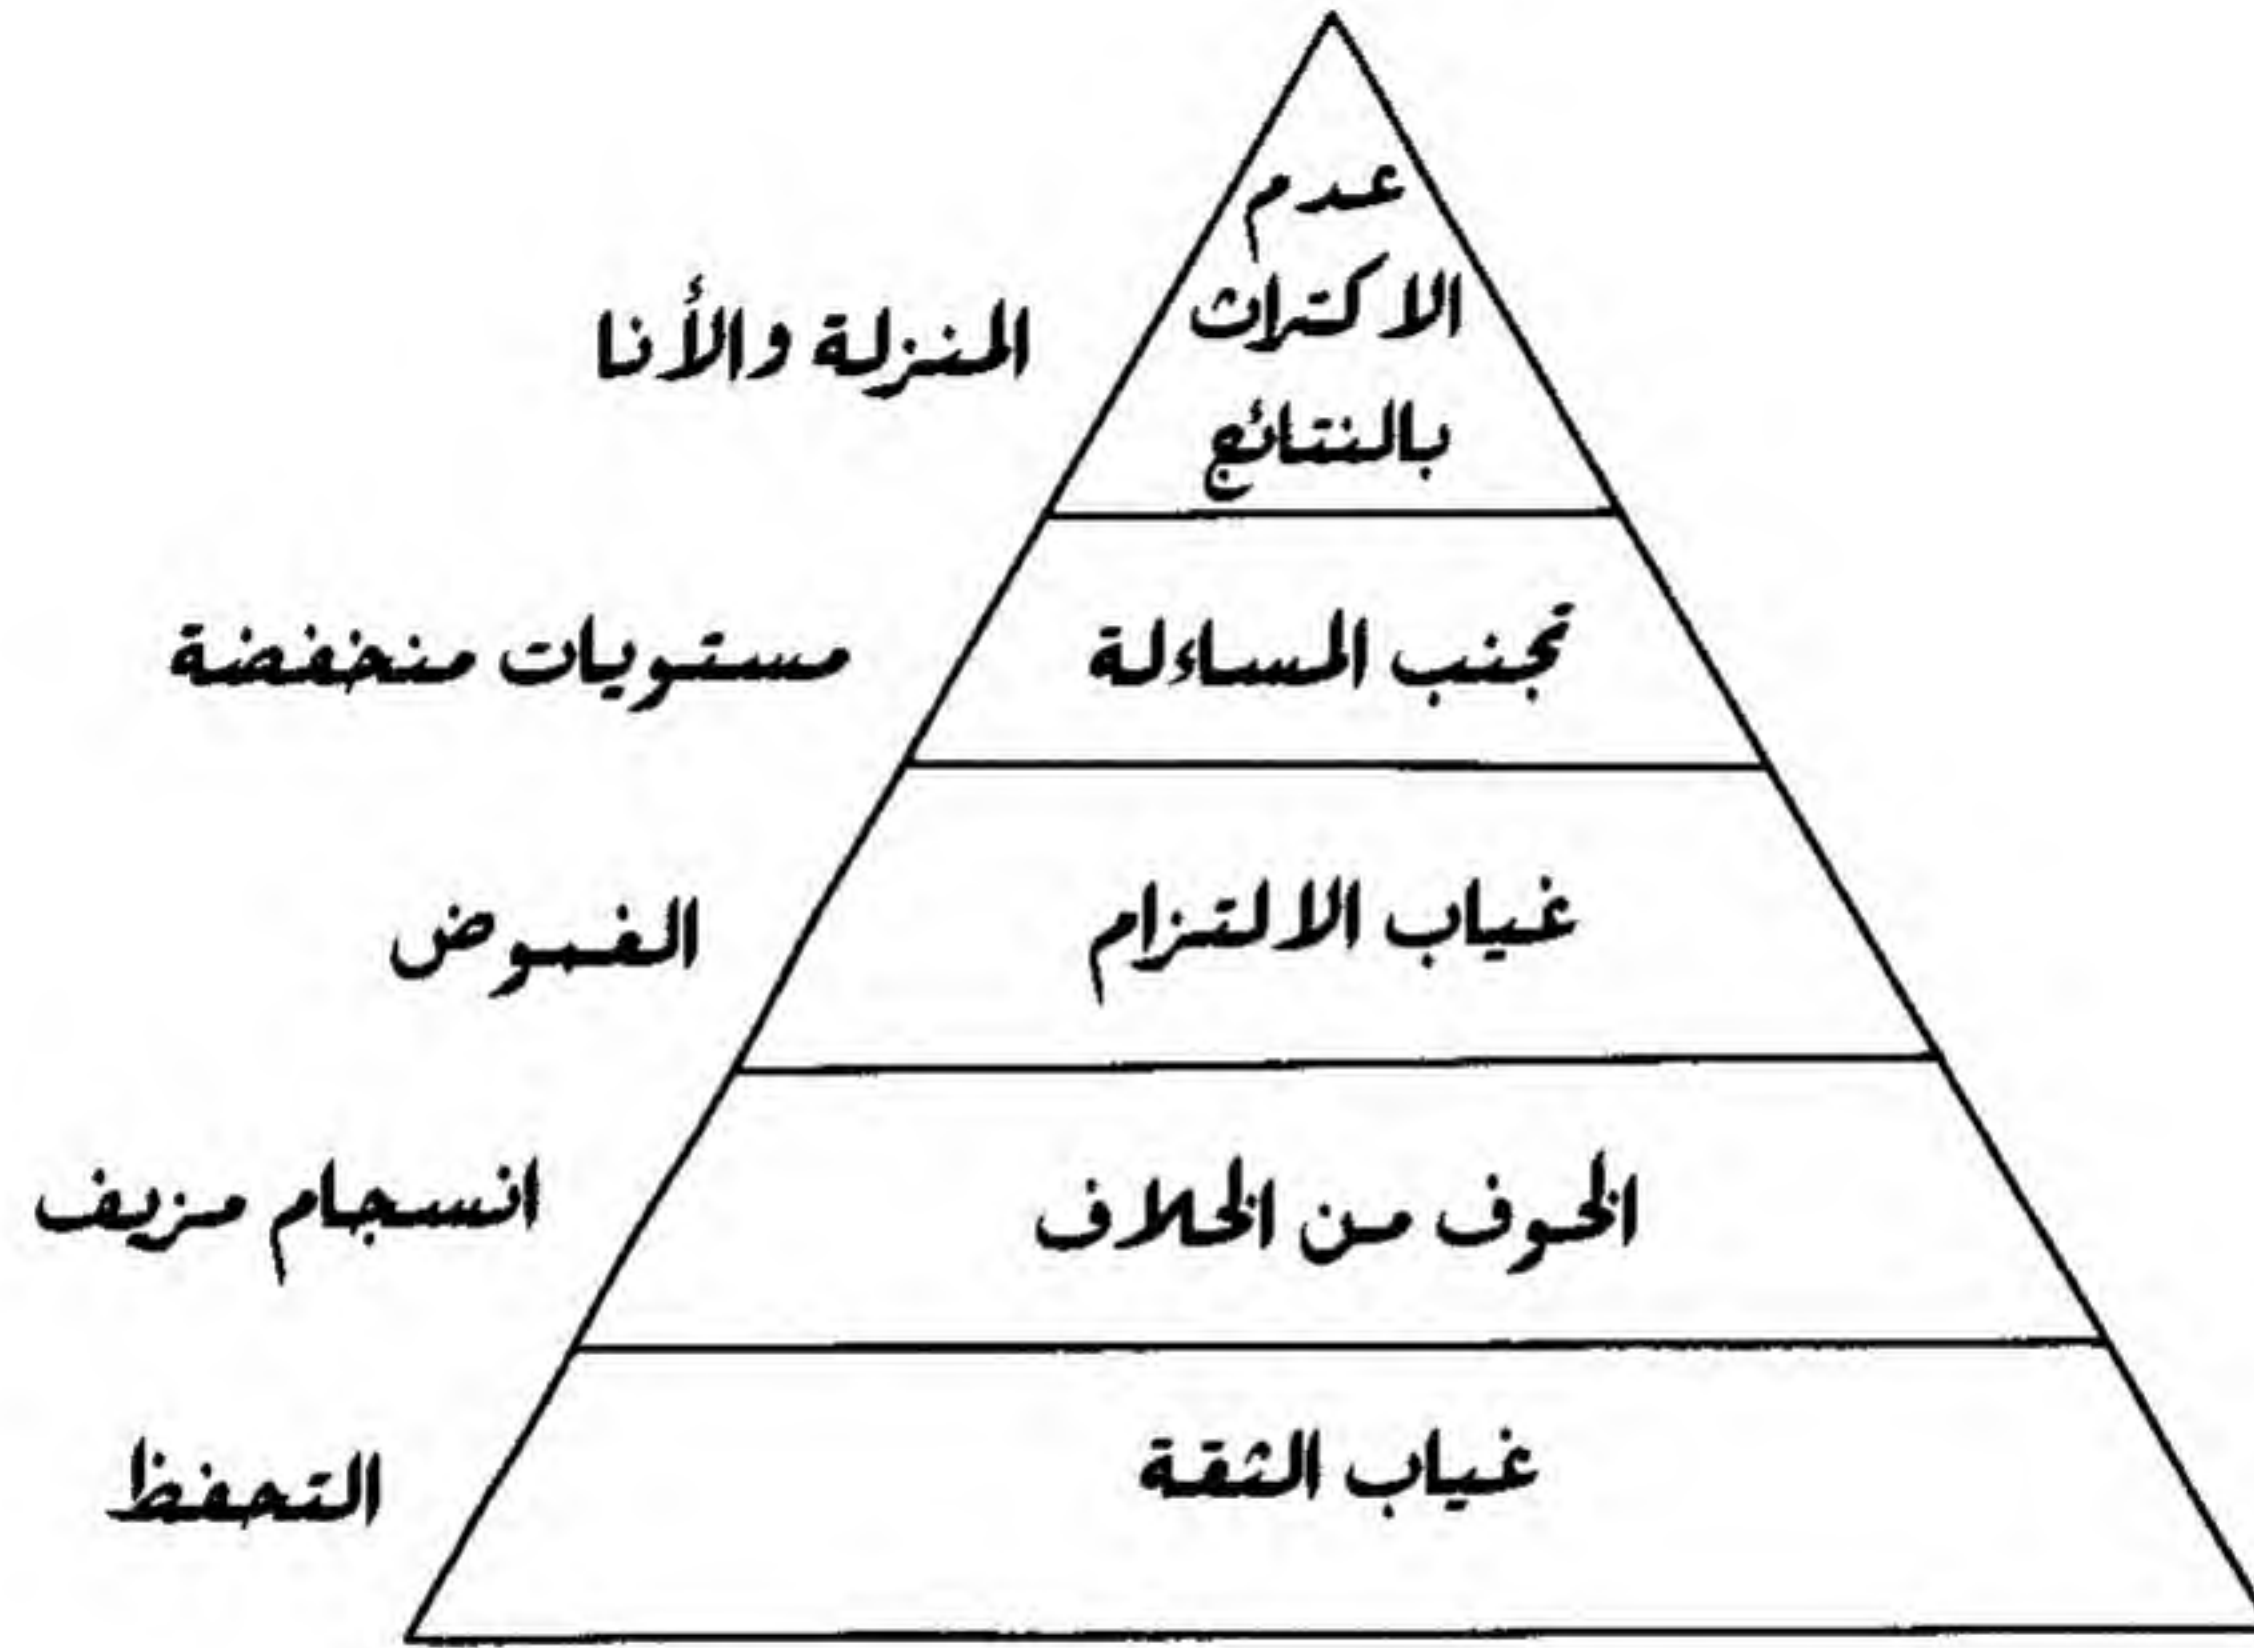 عدم
الاكتراث
بالنتائج
المنزلة والأنا
تجنب المساءلة
مستويات منخفضة
غياب الالتزام
الغموض
الخوف من الخلاف
انسجام مزيف
غياب الثقة
التحفظ